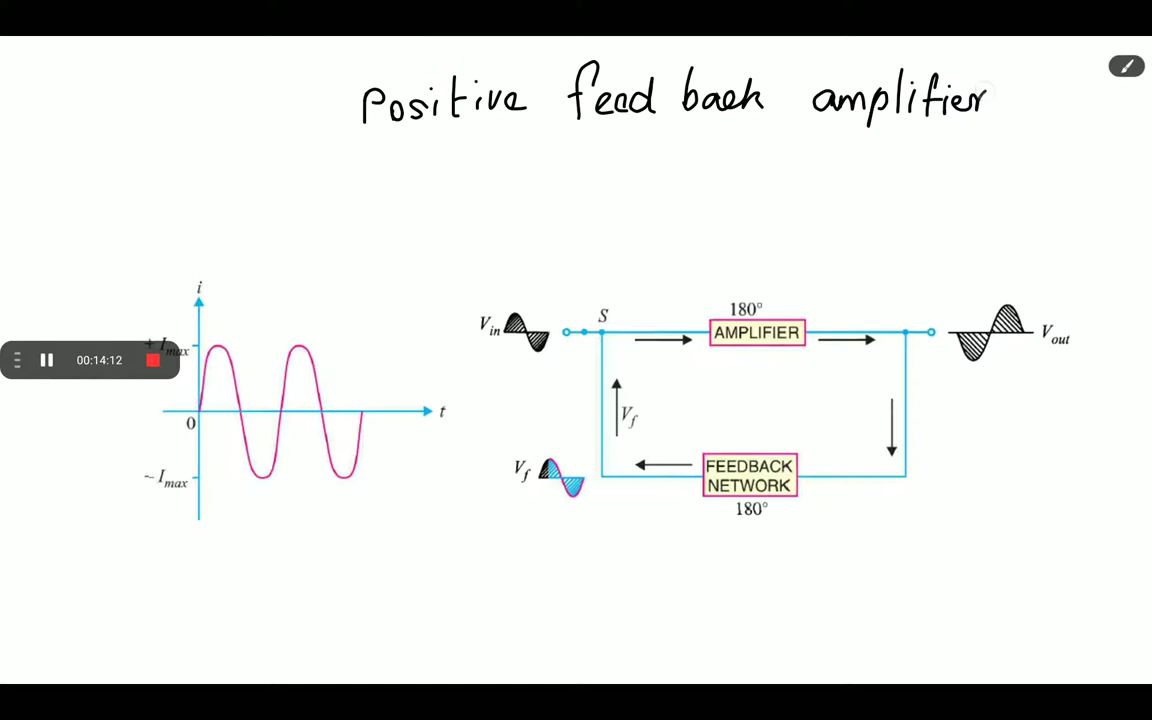 positive feed back amplifier
i
+ Imax
00:14:12
0
t
– Imax
Vin
S
180°
AMPLIFIER
Vout
Vf
Vf
FEEDBACK
NETWORK
180°